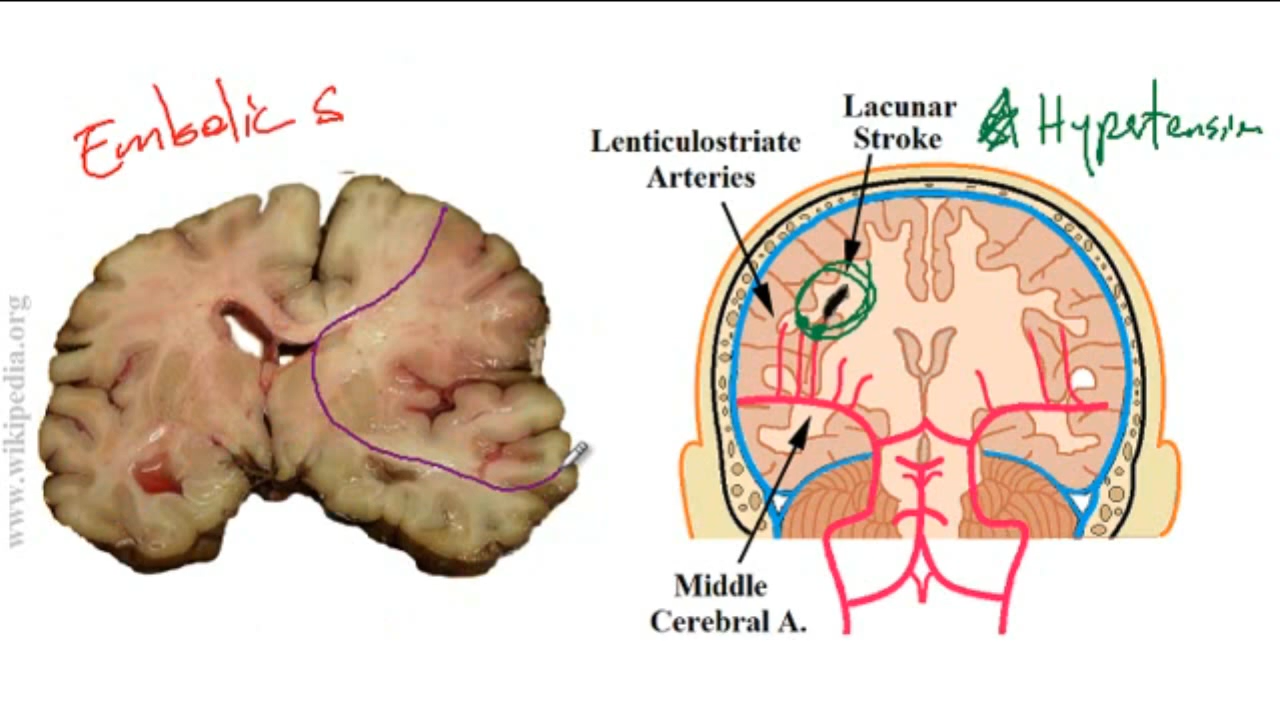 Embolic S
www.wikipedia.org
Lenticulostriate
Arteries
Lacunar
Stroke
Hypertension
Middle
Cerebral A.